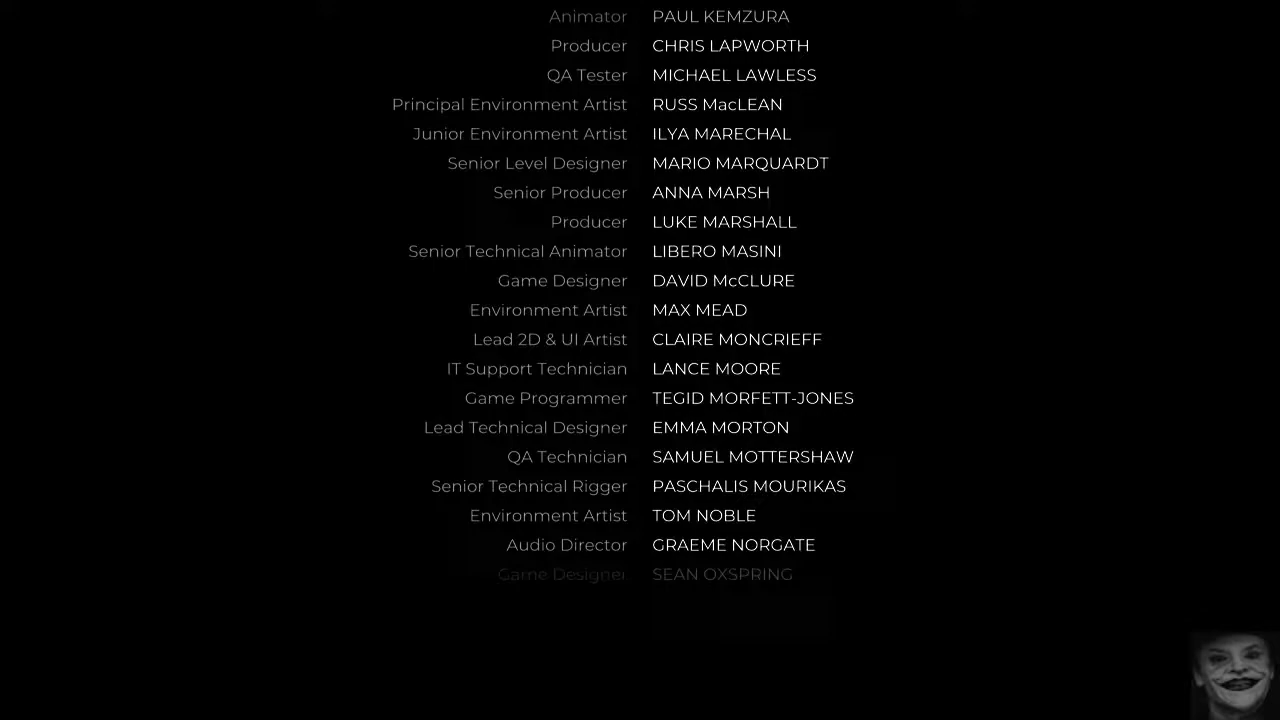 Animator PAUL KEMZURA
Producer CHRIS LAPWORTH
QA Tester MICHAEL LAWLESS
Principal Environment Artist RUSS MacLEAN
Junior Environment Artist ILYA MARECHAL
Senior Level Designer MARIO MARQUARDT
Senior Producer ANNA MARSH
Producer LUKE MARSHALL
Senior Technical Animator LIBERO MASINI
Game Designer DAVID McCLURE
Environment Artist MAX MEAD
Lead 2D & UI Artist CLAIRE MONCRIEFF
IT Support Technician LANCE MOORE
Game Programmer TEGID MORFETT-JONES
Lead Technical Designer EMMA MORTON
QA Technician SAMUEL MOTTERSHAW
Senior Technical Rigger PASCHALIS MOURIKAS
Environment Artist TOM NOBLE
Audio Director GRAEME NORGATE
Game Designer SEAN OXSPRING